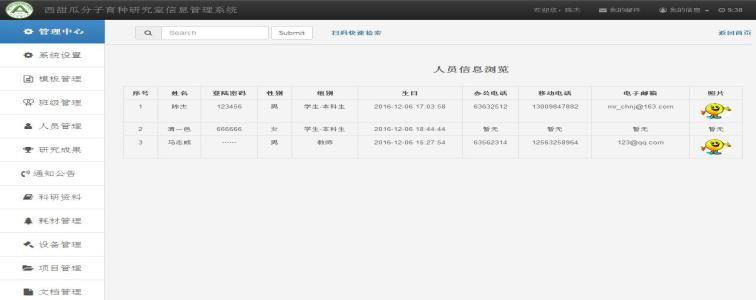 西甜瓜分子育种研究室信息管理系统
欢迎您，陈杰 我的邮件 我的信息 9:38
管理中心
Search Submit 扫码快速检索 返回首页
系统设置
模板管理
班级管理
人员管理
研究成果
通知公告
科研资料
耗材管理
设备管理
项目管理
文档管理
人员信息浏览
序号 姓名 登陆密码 性别 组别 生日 办公电话 移动电话 电子邮箱 照片
1 陈杰 123456 男 学生-本科生 2016-12-06 17:03:58 63632512 13009847882 mr_chnj@163.com
2 清一色 666666 女 学生-本科生 2016-12-06 18:44:44 暂无 暂无 暂无 暂无
3 马志威 ······ 男 教师 2016-12-06 15:27:54 63562314 12563258954 123@qq.com